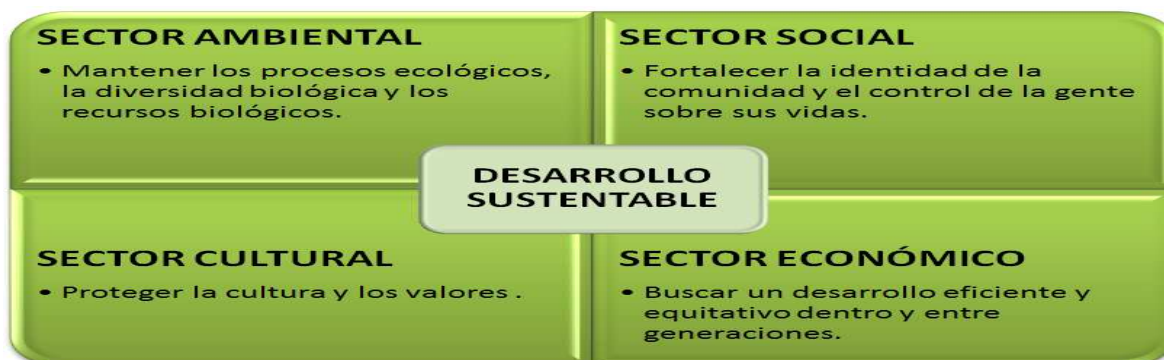 SECTOR AMBIENTAL
• Mantener los procesos ecológicos,
la diversidad biológica y los
recursos biológicos.
SECTOR SOCIAL
• Fortalecer la identidad de la
comunidad y el control de la gente
sobre sus vidas.
DESARROLLO
SUSTENTABLE
SECTOR CULTURAL
• Proteger la cultura y los valores .
SECTOR ECONÓMICO
• Buscar un desarrollo eficiente y
equitativo dentro y entre
generaciones.